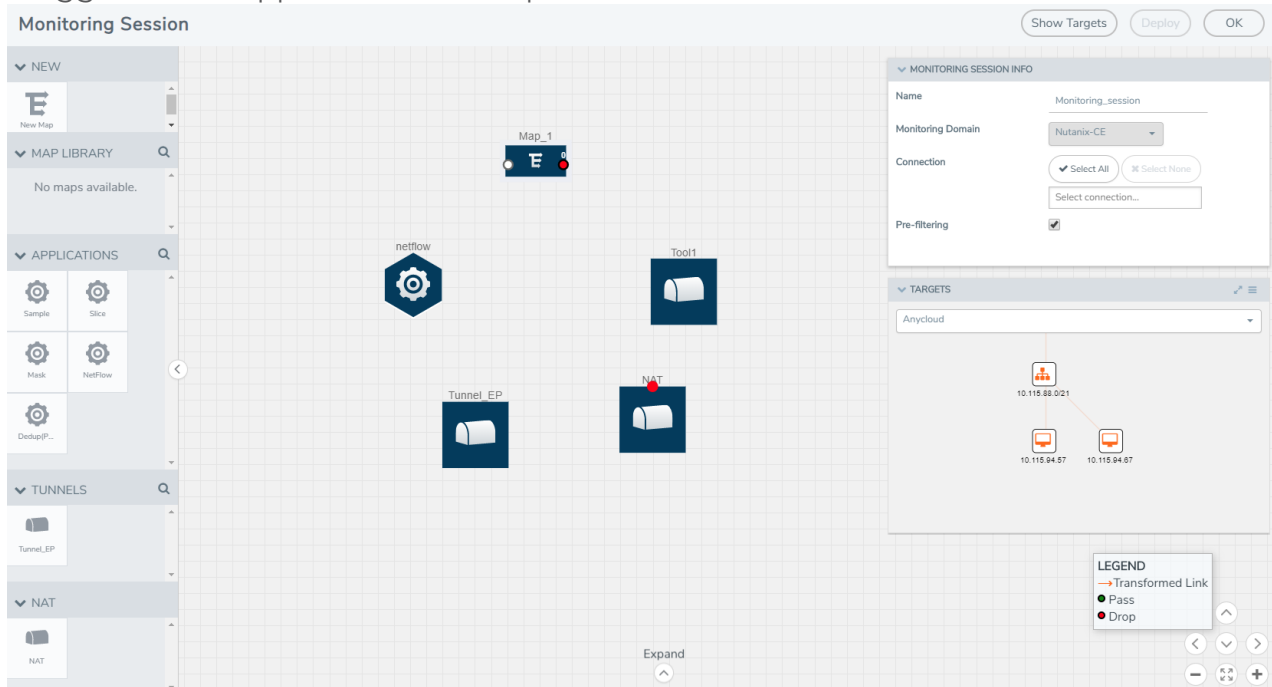 Monitoring Session
Show Targets
Deploy
OK
NEW
New Map
MAP LIBRARY
No maps available.
APPLICATIONS
Sample
Slice
Mask
NetFlow
Dedup(P...
TUNNELS
Tunnel_EP
NAT
NAT
Map_1
0
netflow
Tool1
Tunnel_EP
NAT
Expand
MONITORING SESSION INFO
Name
Monitoring_session
Monitoring Domain
Nutanix-CE
Connection
Select All
Select None
Select connection...
Pre-filtering
TARGETS
Anycloud
10.115.88.0/21
10.115.94.57
10.115.94.67
LEGEND
Transformed Link
Pass
Drop